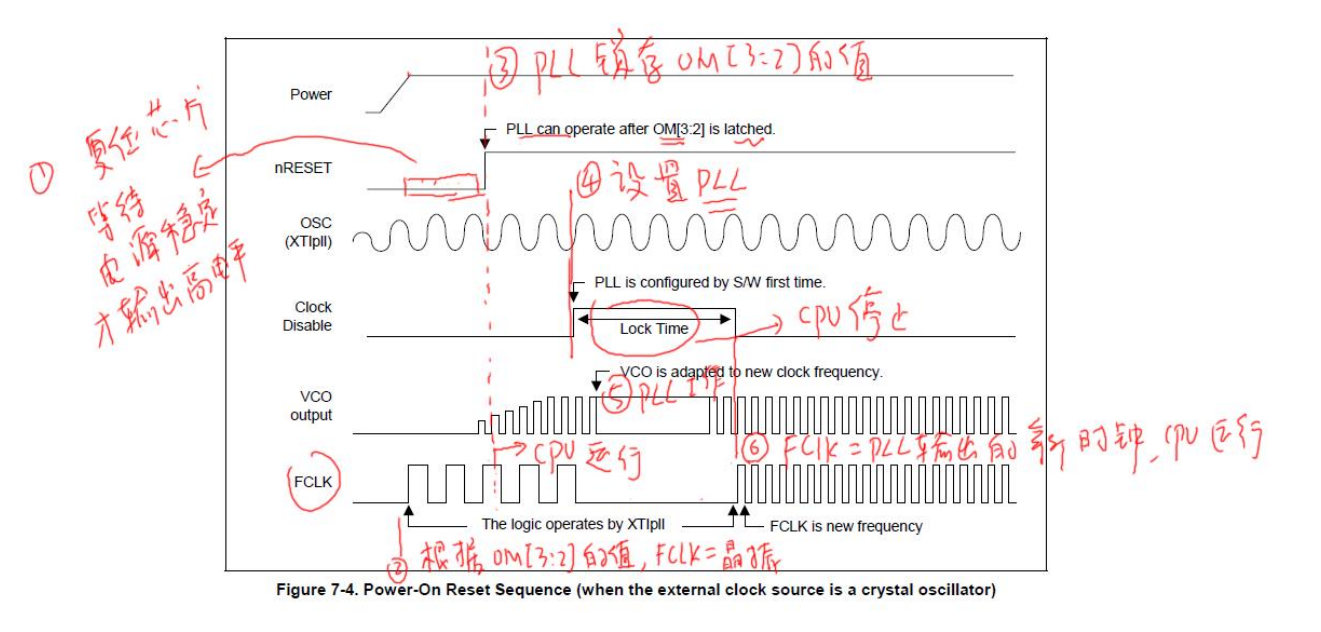 ③ PLL 锁存 OM[3:2]的值
Power
PLL can operate after OM[3:2] is latched.
① 复位芯片
等待
电源稳定
才输出高电平
nRESET
④ 设置 PLL
OSC
(XTIpll)
PLL is configured by S/W first time.
Clock
Disable
Lock Time
CPU 停止
VCO is adapted to new clock frequency.
⑤ PLL工作
VCO
output
CPU 运行
⑥ FClk = PLL输出的新时钟、CPU 运行
FCLK
The logic operates by XTIpll
FCLK is new frequency
② 根据 OM[3:2]的值, FCLK=晶振
Figure 7-4. Power-On Reset Sequence (when the external clock source is a crystal oscillator)